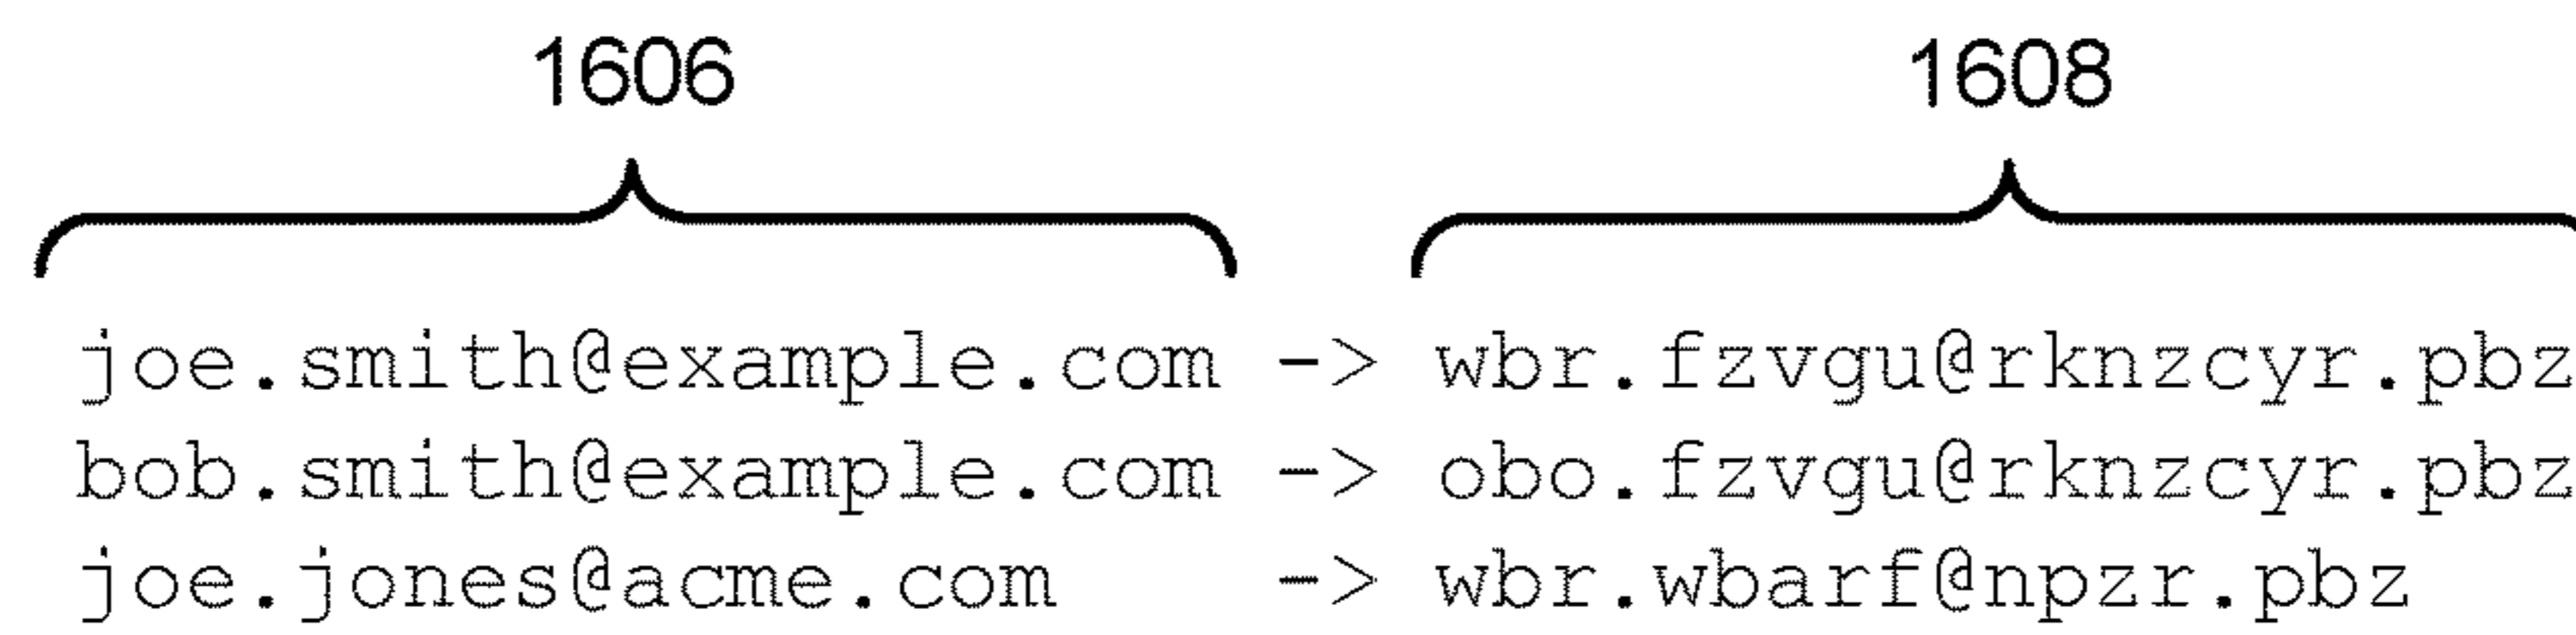 1606 1608
joe.smith@example.com -> wbr.fzvgu@rknzcyr.pbz
bob.smith@example.com -> obo.fzvgu@rknzcyr.pbz
joe.jones@acme.com -> wbr.wbarf@npzr.pbz